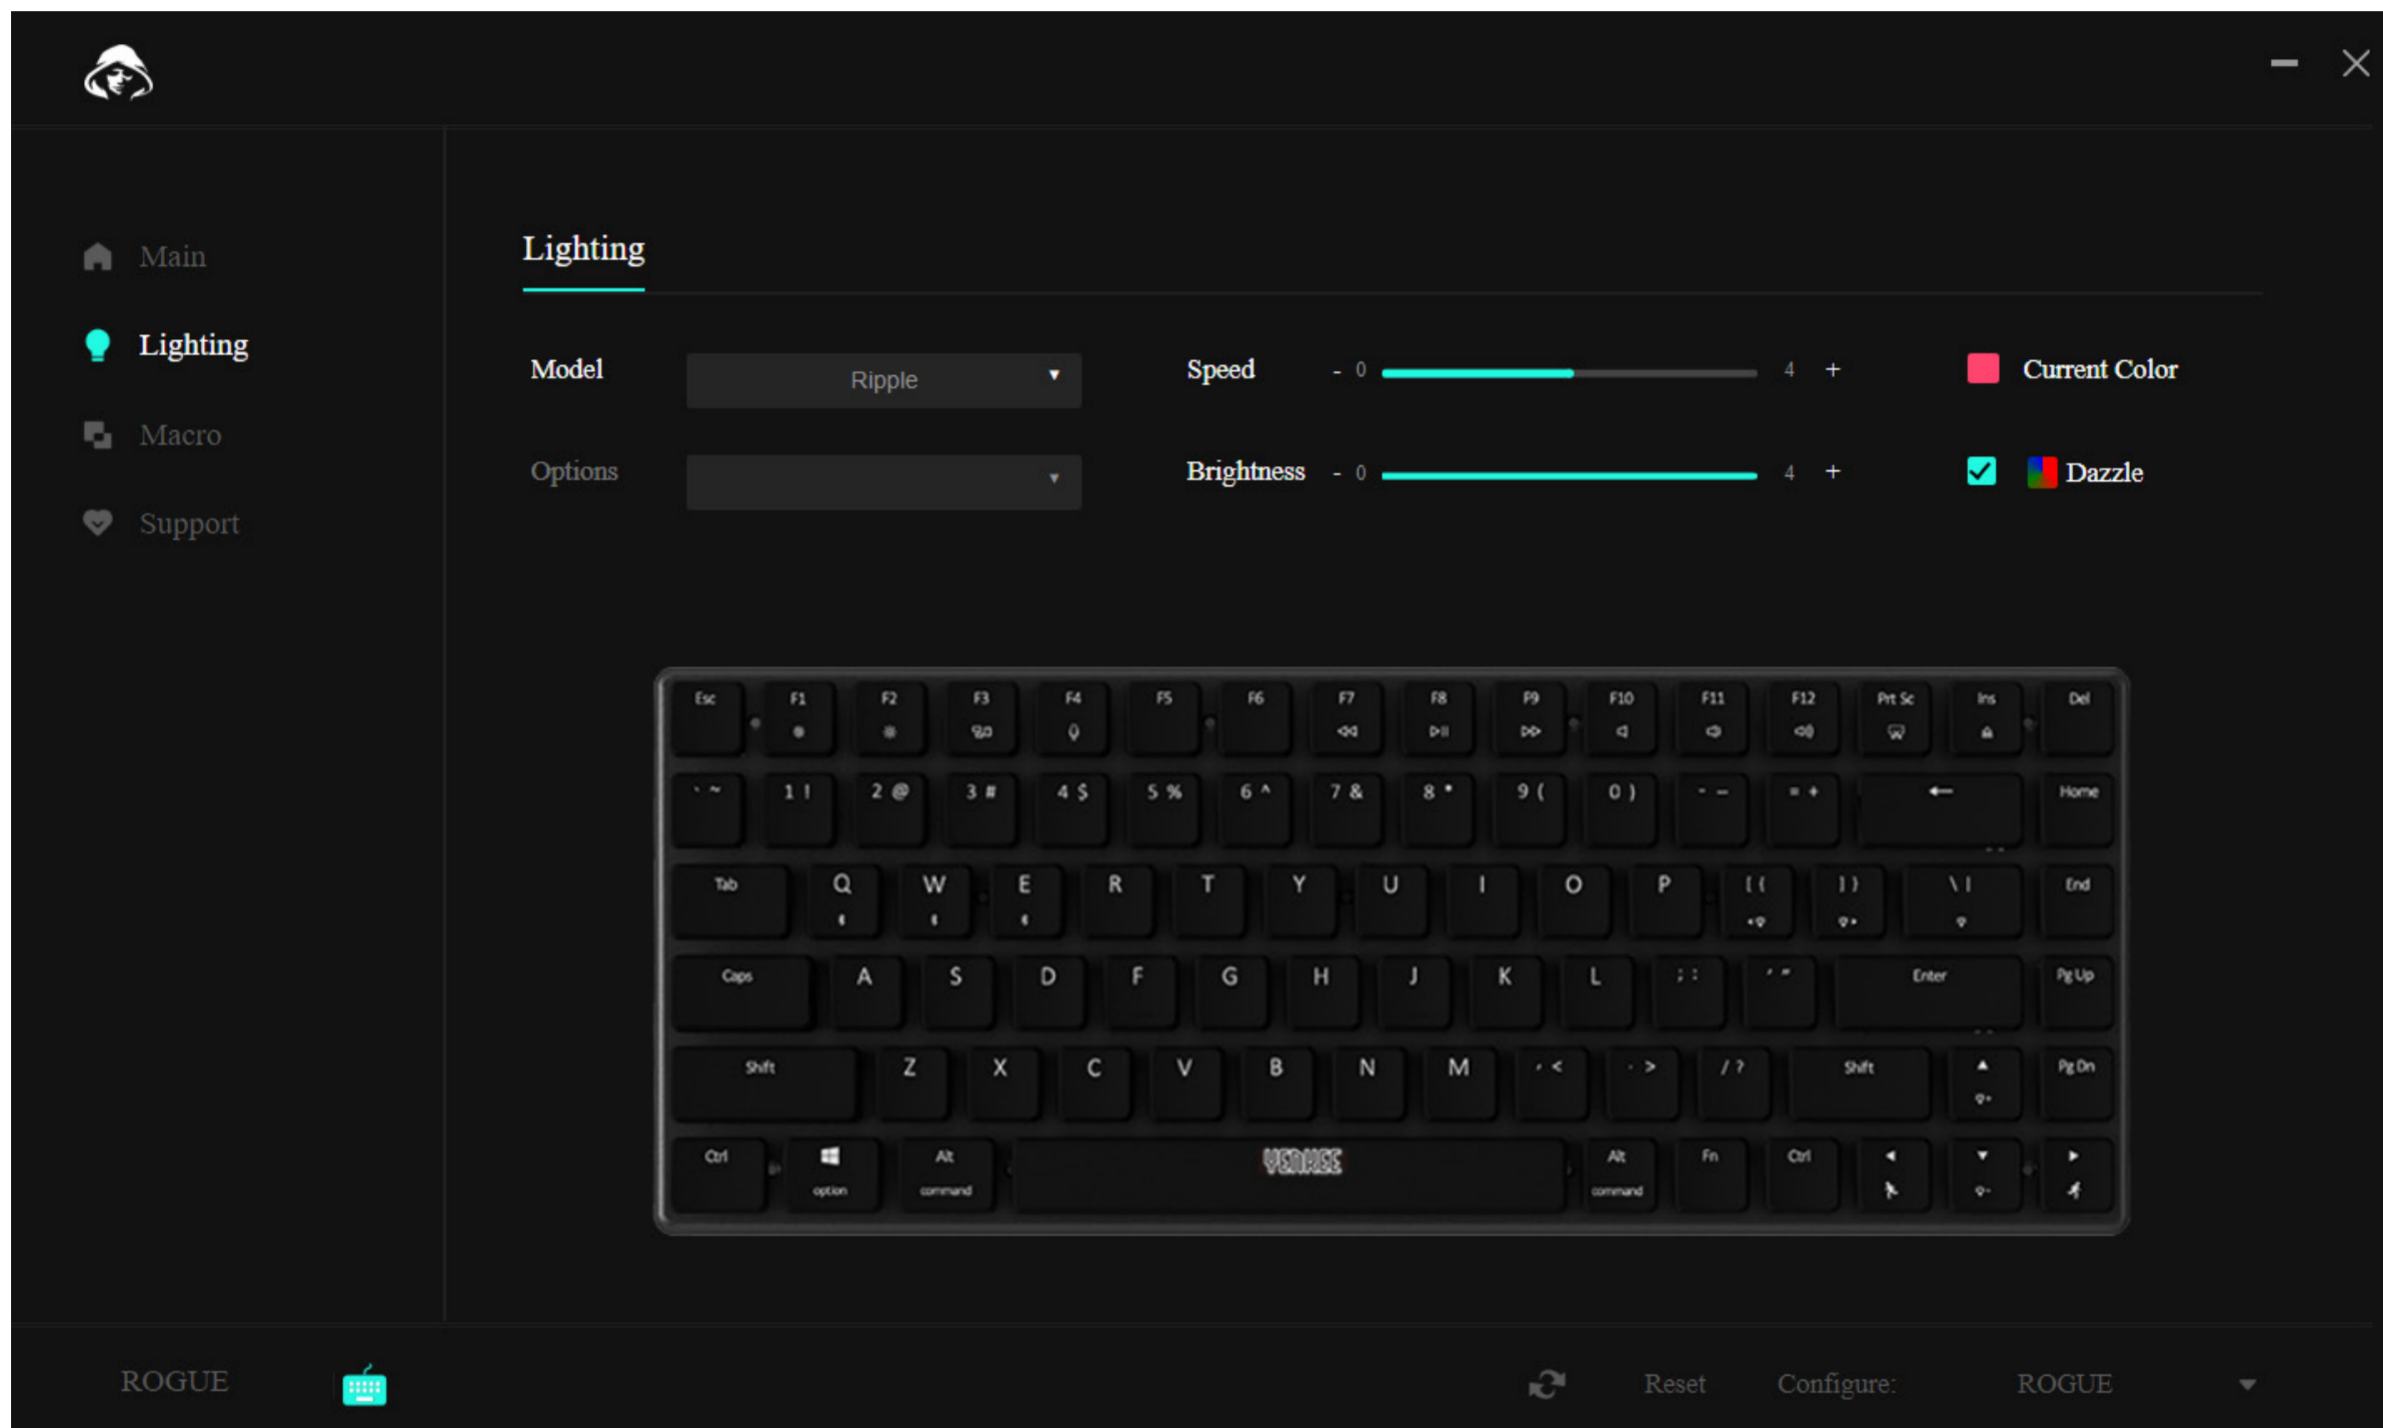 Main
Lighting
Macro
Support
Lighting
Model Ripple Speed - 0 4 + Current Color
Options Brightness - 0 4 + Dazzle
Esc F1 F2 F3 F4 F5 F6 F7 F8 F9 F10 F11 F12 Prt Sc Ins Del
` ~ 1 ! 2 @ 3 # 4 $ 5 % 6 ^ 7 & 8 * 9 ( 0 ) - _ = + ← Home
Tab Q W E R T Y U I O P [ { ] } \ | End
Caps A S D F G H J K L ; : ' " Enter Pg Up
Shift Z X C V B N M , < . > / ? Shift Pg Dn
Ctrl Alt YENKEE Alt Fn Ctrl
option command command
ROGUE Reset Configure: ROGUE